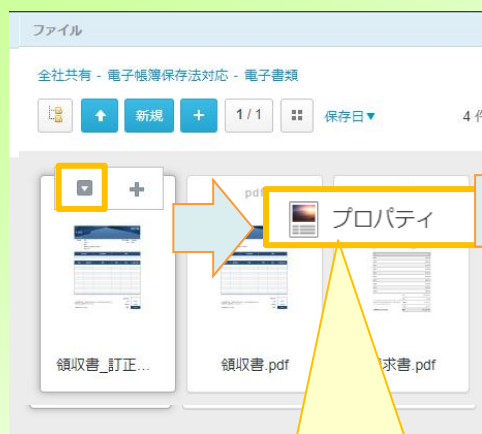 ファイル
全社共有 - 電子帳簿保存法対応 - 電子書類
新規 + 1/1 保存日▼ 4
pdf
プロパティ
領収書_訂正... 領収書.pdf 求書.pdf